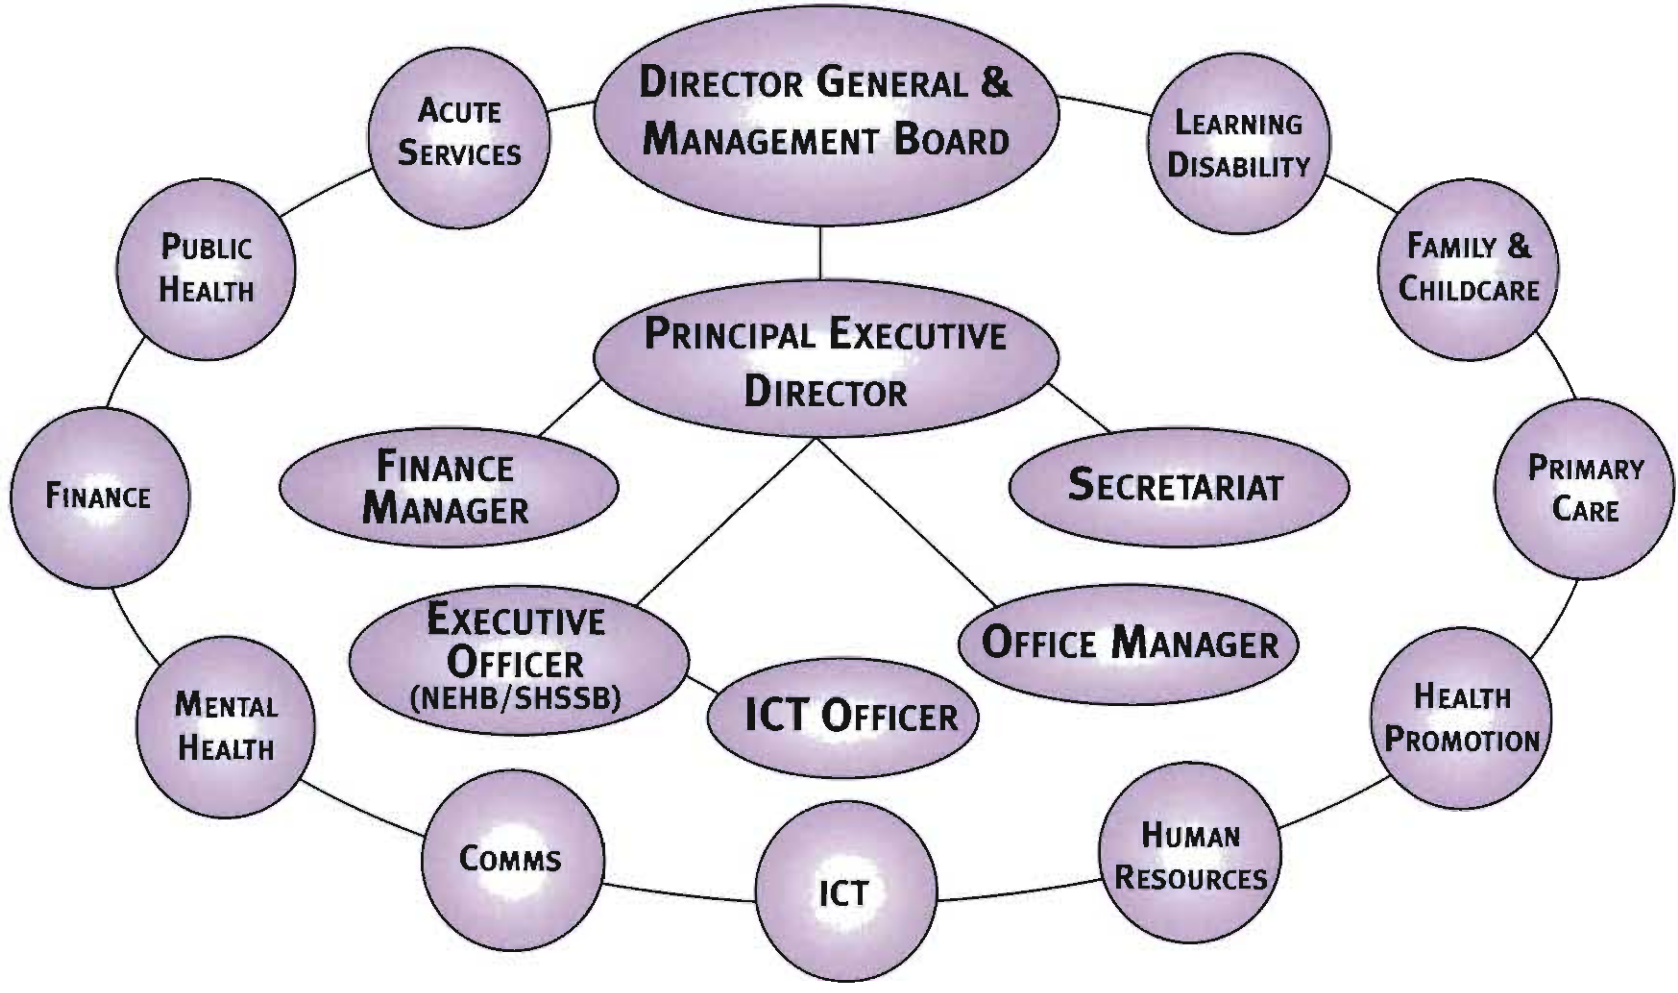 DIRECTOR GENERAL &
MANAGEMENT BOARD
ACUTE
SERVICES
LEARNING
DISABILITY
PUBLIC
HEALTH
FAMILY &
CHILDCARE
PRINCIPAL EXECUTIVE
DIRECTOR
FINANCE
FINANCE
MANAGER
SECRETARIAT
PRIMARY
CARE
EXECUTIVE
OFFICER
(NEHB/SHSSB)
OFFICE MANAGER
ICT OFFICER
MENTAL
HEALTH
HEALTH
PROMOTION
COMMS
ICT
HUMAN
RESOURCES